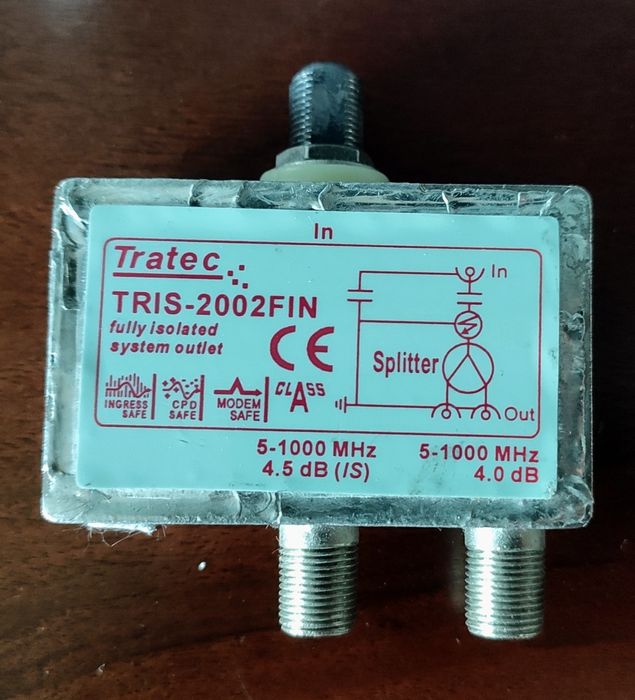 In
Tratec
TRIS-2002FIN
fully isolated
system outlet
CE
INGRESS
SAFE
CPD
SAFE
MODEM
SAFE
CLASS
A
In
Splitter
Out
5-1000 MHz
4.5 dB (/S)
5-1000 MHz
4.0 dB